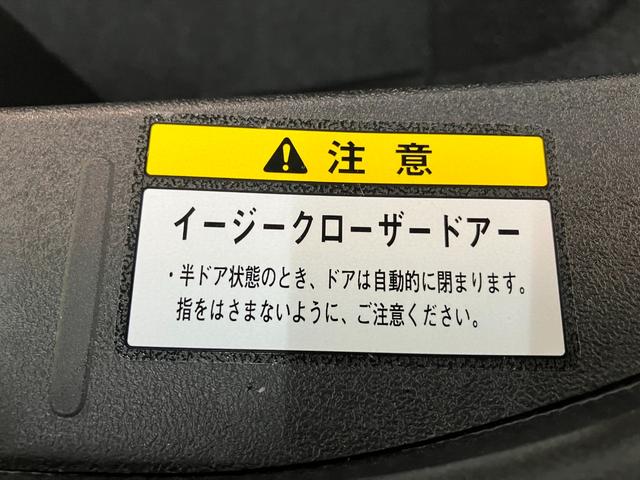 注意
イージークローザードアー
・半ドア状態のとき、ドアは自動的に閉まります。
指をはさまないように、ご注意ください。